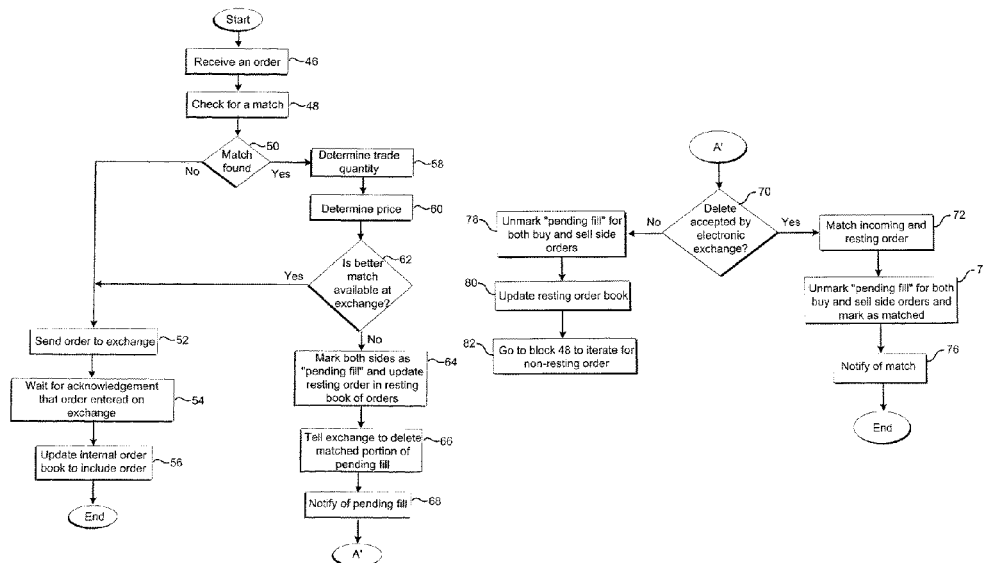 Start
Receive an order
46
Check for a match
48
50
Match
found
No
Yes
Determine trade
quantity
58
Determine price
60
62
Is better
match
available at
exchange?
Yes
No
Send order to exchange
52
Wait for acknowledgement
that order entered on
exchange
54
Update internal order
book to include order
56
End
Mark both sides as
"pending fill" and update
resting order in resting
book of orders
64
Tell exchange to delete
matched portion of
pending fill
66
Notify of pending fill
68
A'
A'
70
Delete
accepted by
electronic
exchange?
No
Yes
78
Unmark "pending fill" for
both buy and sell side
orders
80
Update resting order book
82
Go to block 48 to iterate for
non-resting order
Match incoming and
resting order
72
7
Unmark "pending fill" for both
buy and sell side orders and
mark as matched
76
Notify of match
End